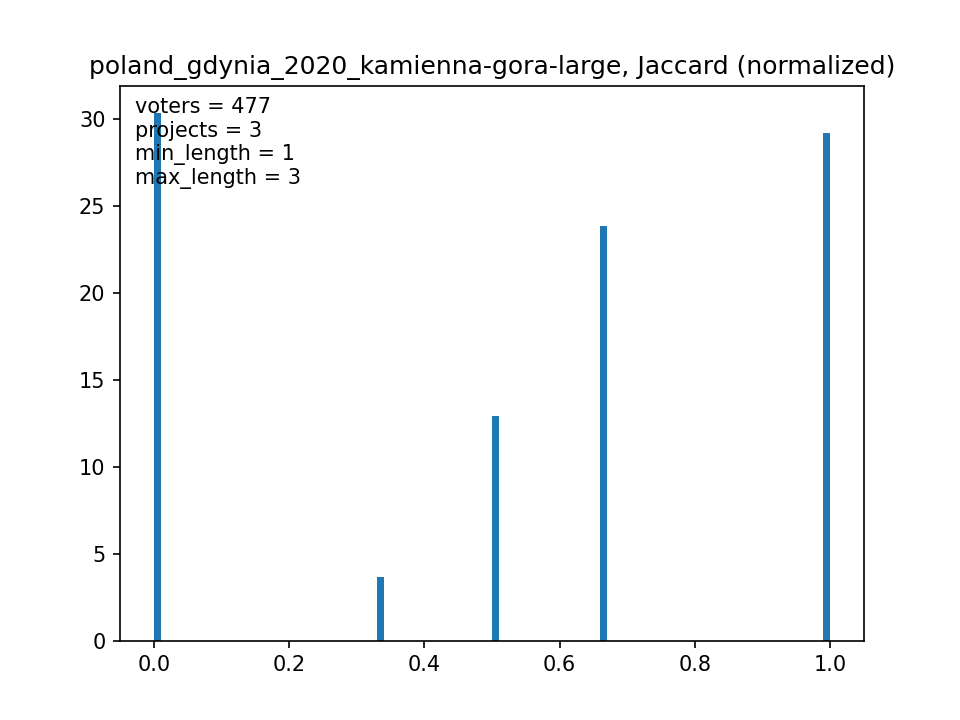 poland_gdynia_2020_kamienna-gora-large, Jaccard (normalized)
voters = 477
projects = 3
min_length = 1
max_length = 3
30
25
20
15
10
5
0
0.0 0.2 0.4 0.6 0.8 1.0